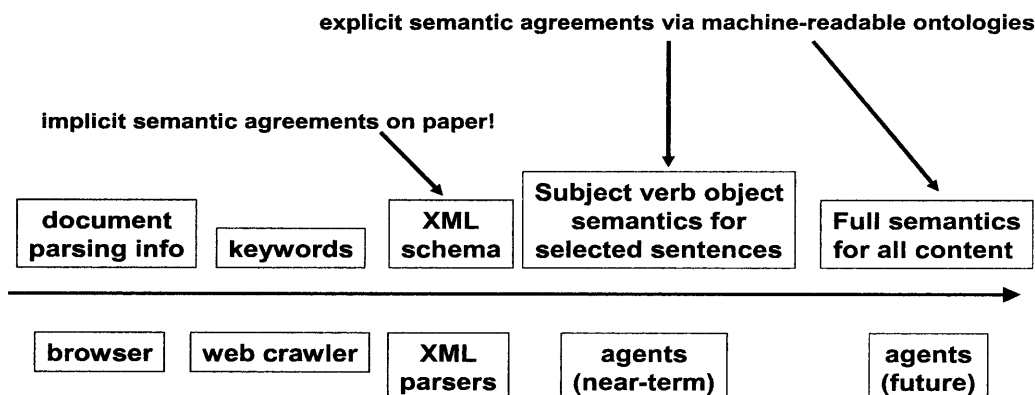 explicit semantic agreements via machine-readable ontologies
implicit semantic agreements on paper!
document
parsing info
keywords
XML
schema
Subject verb object
semantics for
selected sentences
Full semantics
for all content
browser
web crawler
XML
parsers
agents
(near-term)
agents
(future)